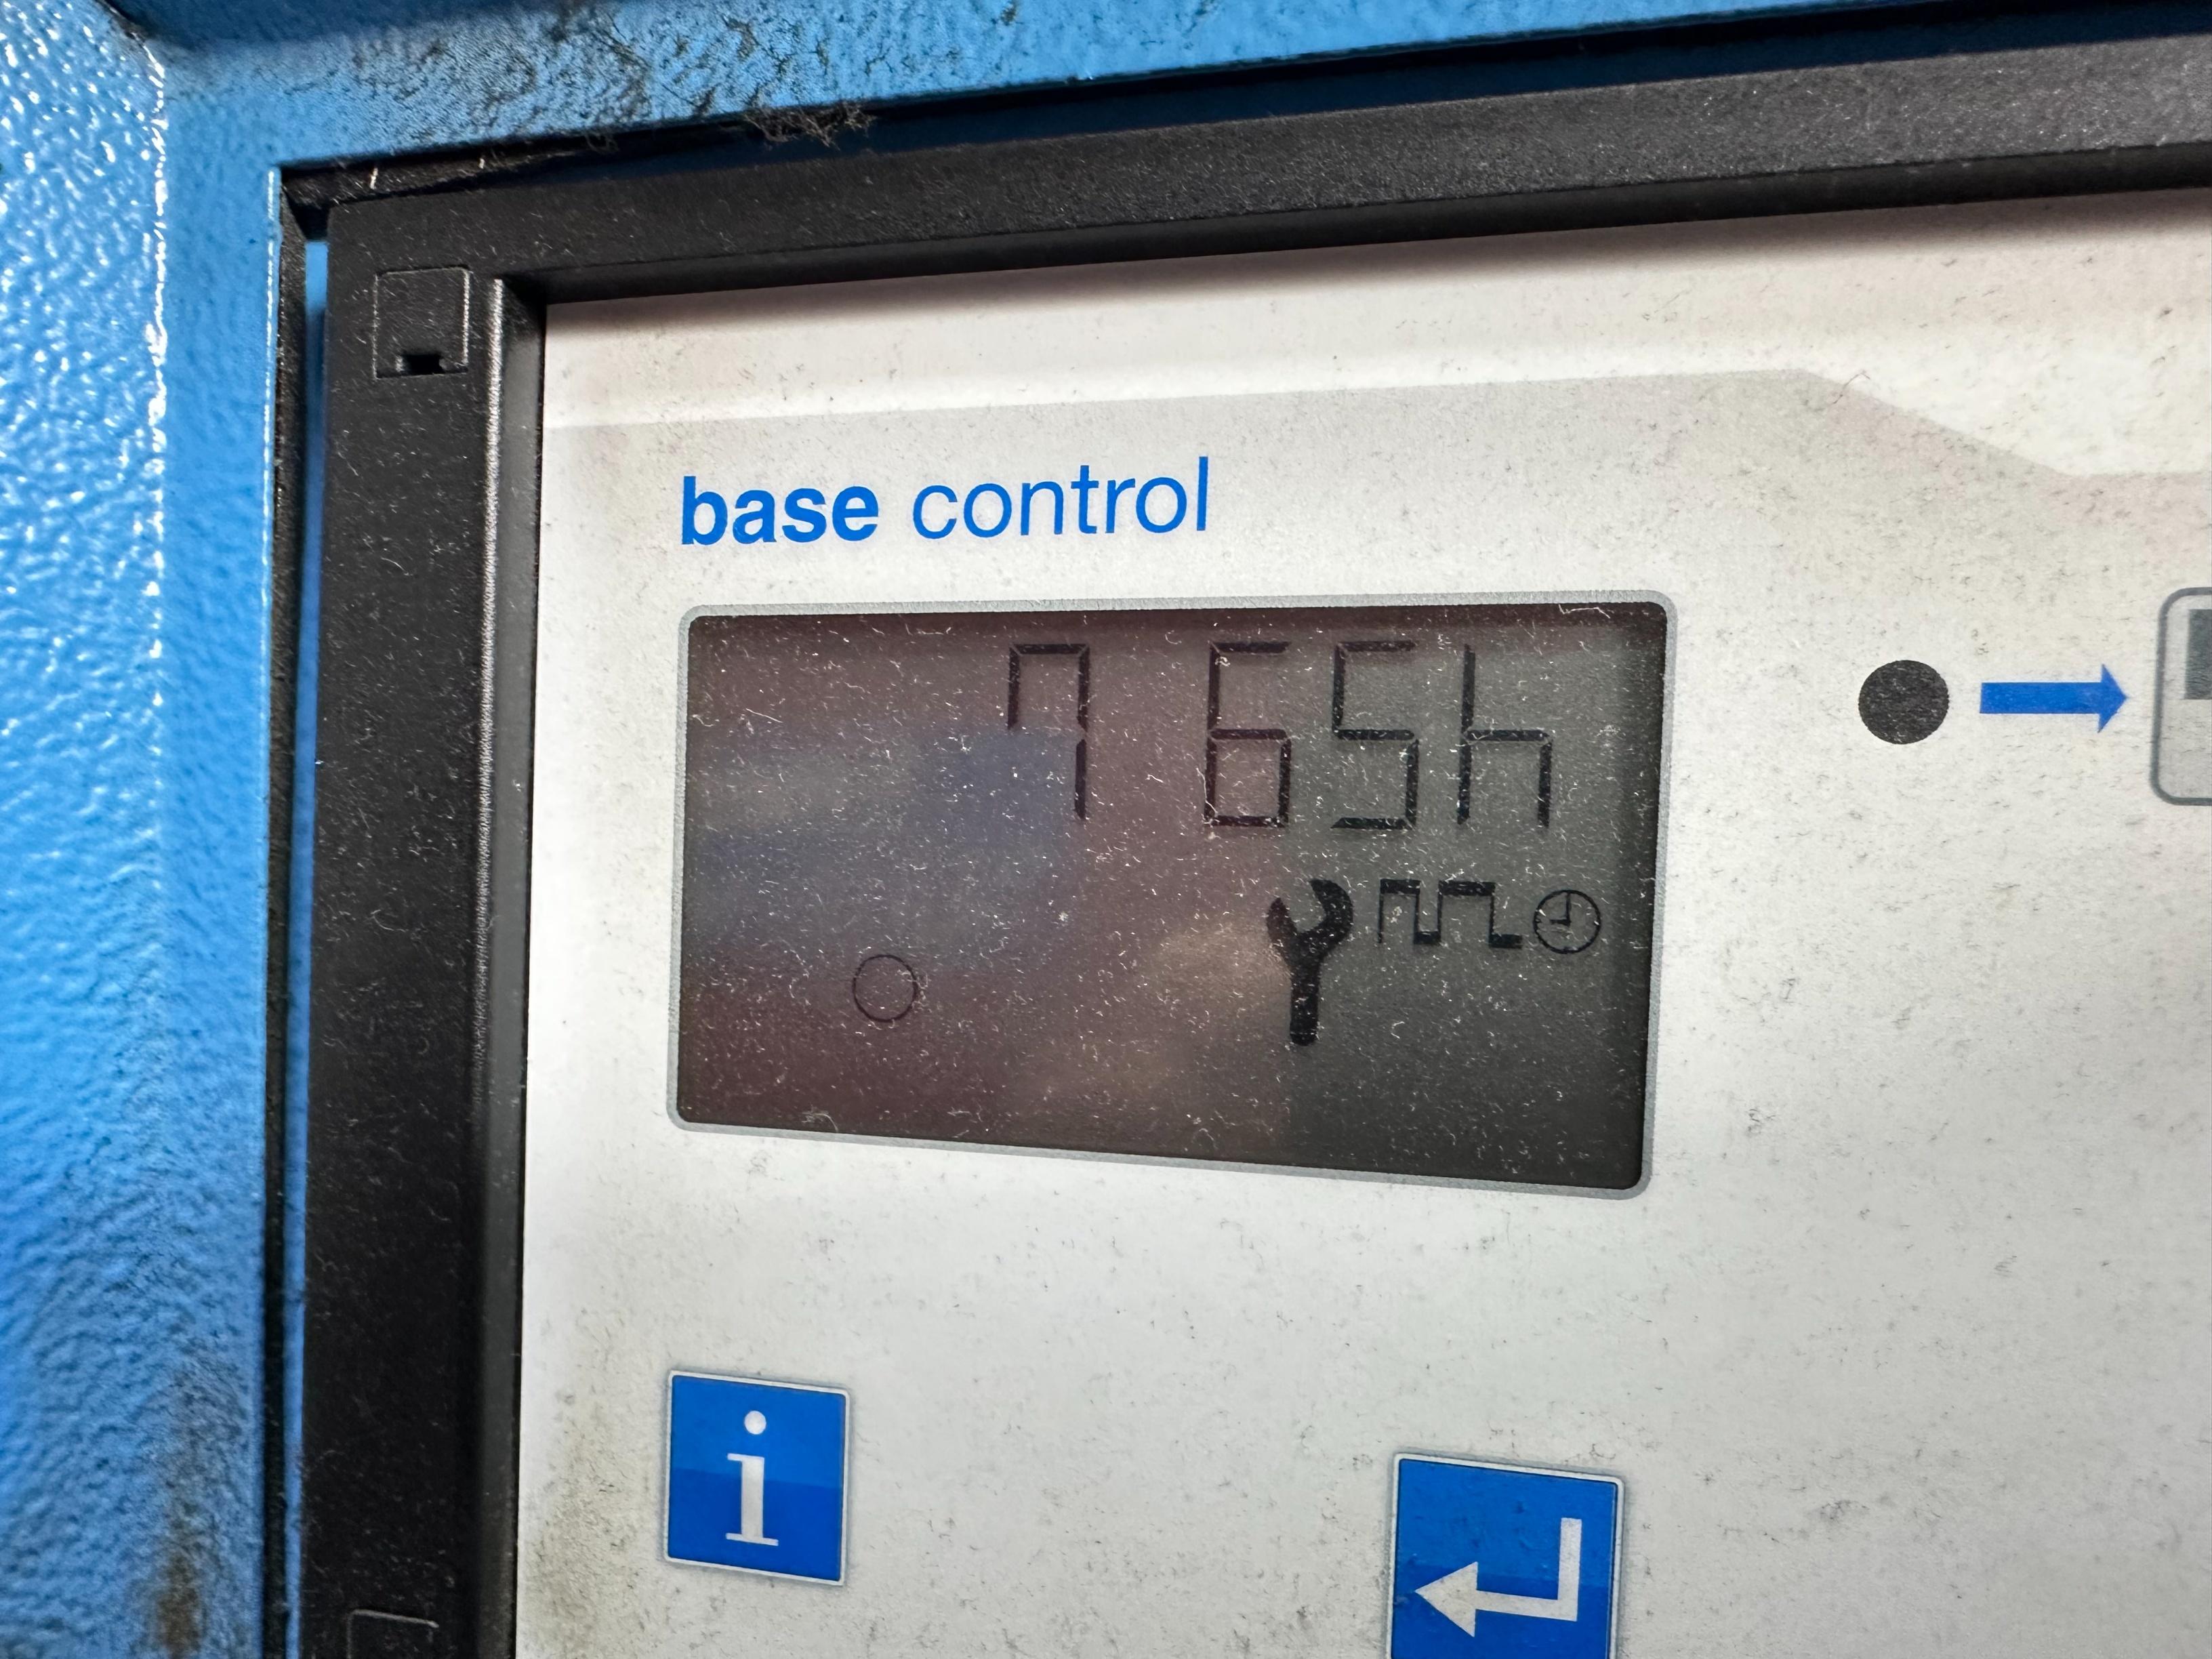 base control
7 65h
i